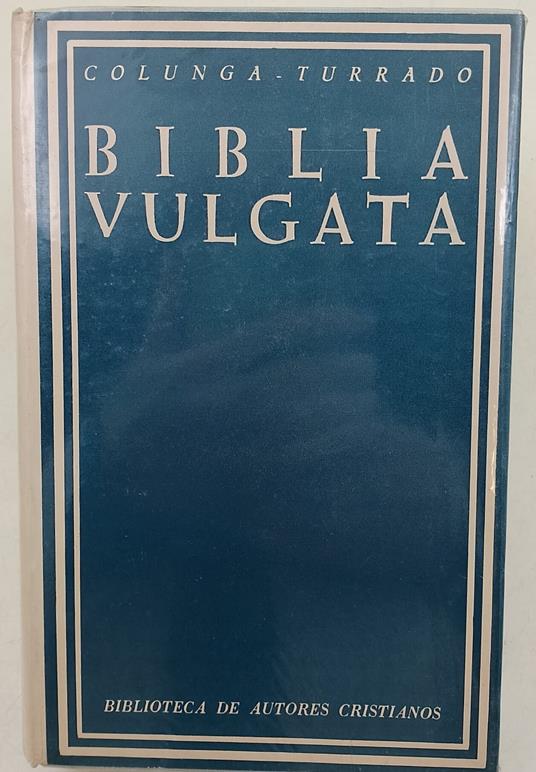 COLUNGA - TURRADO
BIBLIA
VULGATA
BIBLIOTECA DE AUTORES CRISTIANOS